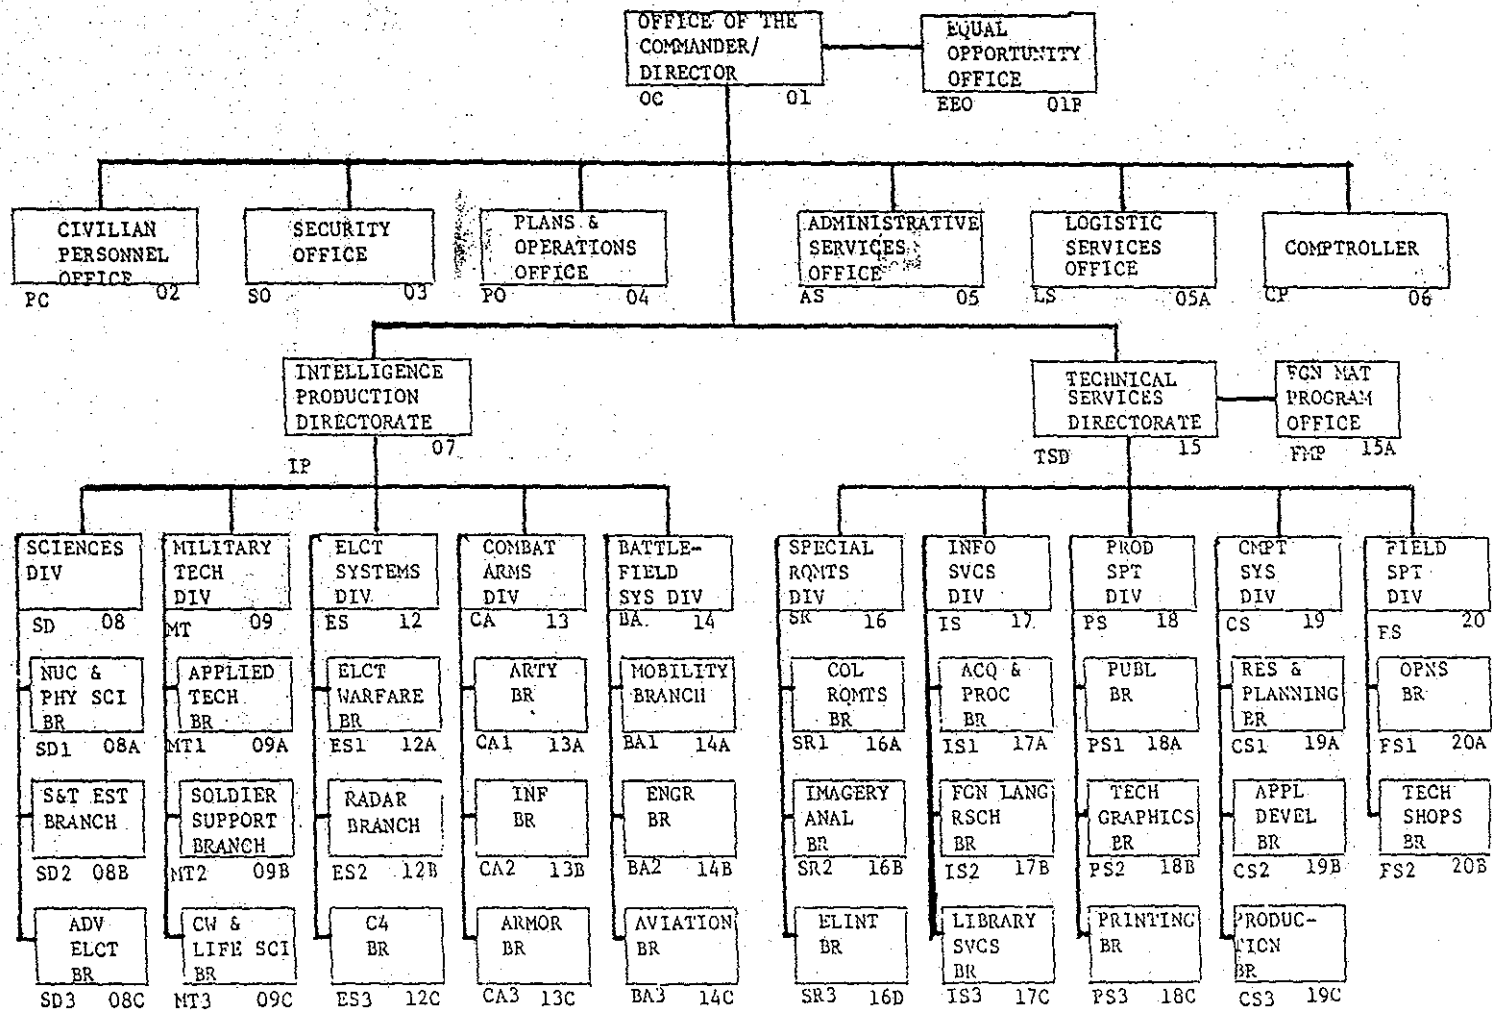 OFFICE OF THE
COMMANDER/
DIRECTOR
OC 01
EQUAL
OPPORTUNITY
OFFICE
EEO 01P
CIVILIAN
PERSONNEL
OFFICE
PC 02
SECURITY
OFFICE
SO 03
PLANS &
OPERATIONS
OFFICE
PO 04
ADMINISTRATIVE
SERVICES
OFFICE
AS 05
LOGISTIC
SERVICES
OFFICE
LS 05A
COMPTROLLER
CP 06
INTELLIGENCE
PRODUCTION
DIRECTORATE
IP 07
TECHNICAL
SERVICES
DIRECTORATE
TSD 15
FGN MAT
PROGRAM
OFFICE
FMP 15A
SCIENCES
DIV
SD 08
MILITARY
TECH
DIV
MT 09
ELCT
SYSTEMS
DIV
ES 12
COMBAT
ARMS
DIV
CA 13
BATTLE-
FIELD
SYS DIV
BA. 14
SPECIAL
RQMTS
DIV
SR 16
INFO
SVCS
DIV
IS 17
PROD
SPT
DIV
PS 18
CMPT
SYS
DIV
CS 19
FIELD
SPT
DIV
FS 20
NUC &
PHY SCI
BR
SD1 08A
APPLIED
TECH
BR
MT1 09A
ELCT
WARFARE
BR
ES1 12A
ARTY
BR
CA1 13A
MOBILITY
BRANCH
BA1 14A
COL
RQMTS
BR
SR1 16A
ACQ &
PROC
BR
IS1 17A
PUBL
BR
PS1 18A
RES &
PLANNING
BR
CS1 19A
OPNS
BR
FS1 20A
S&T EST
BRANCH
SD2 08B
SOLDIER
SUPPORT
BRANCH
MT2 09B
RADAR
BRANCH
ES2 12B
INF
BR
CA2 13B
ENGR
BR
BA2 14B
IMAGERY
ANAL
BR
SR2 16B
FGN LANG
RSCH
BR
IS2 17B
TECH
GRAPHICS
BR
PS2 18B
APPL
DEVEL
BR
CS2 19B
TECH
SHOPS
BR
FS2 20B
ADV
ELCT
BR
SD3 08C
CW &
LIFE SCI
BR
MT3 09C
C4
BR
ES3 12C
ARMOR
BR
CA3 13C
AVIATION
BR
BA3 14C
ELINT
BR
SR3 16D
LIBRARY
SVCS
BR
IS3 17C
PRINTING
BR
PS3 18C
PRODUC-
TION
BR
CS3 19C